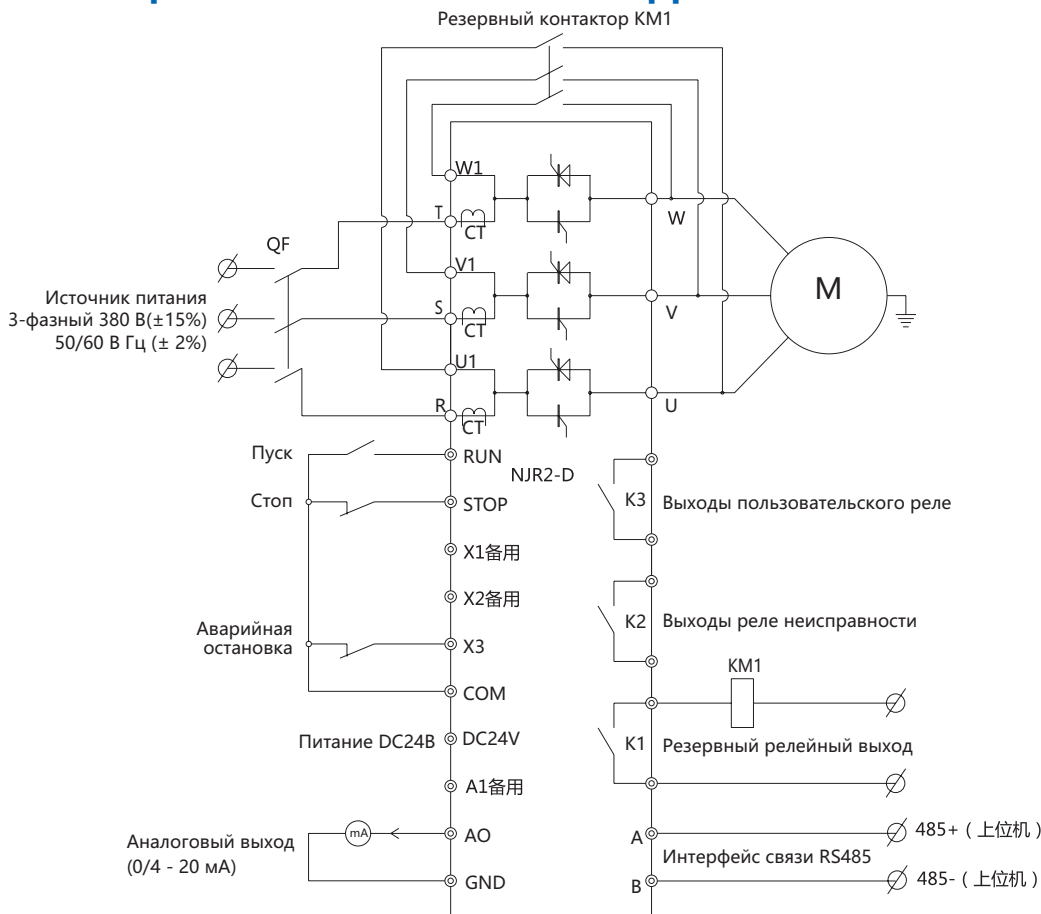 Резервный контактор KM1
W1
T
CT
W
QF
V1
S
CT
V
M
Источник питания
3-фазный 380 В(±15%)
50/60 В Гц (± 2%)
U1
R
CT
U
Пуск
RUN
NJR2-D
Стоп
STOP
K3
Выходы пользовательского реле
X1备用
X2备用
K2
Выходы реле неисправности
Аварийная
остановка
X3
KM1
COM
Питание DC24В
DC24V
K1
Резервный релейный выход
A1备用
Аналоговый выход
(0/4 - 20 мА)
mA
AO
A
485+ ( 上位机 )
Интерфейс связи RS485
GND
B
485- ( 上位机 )